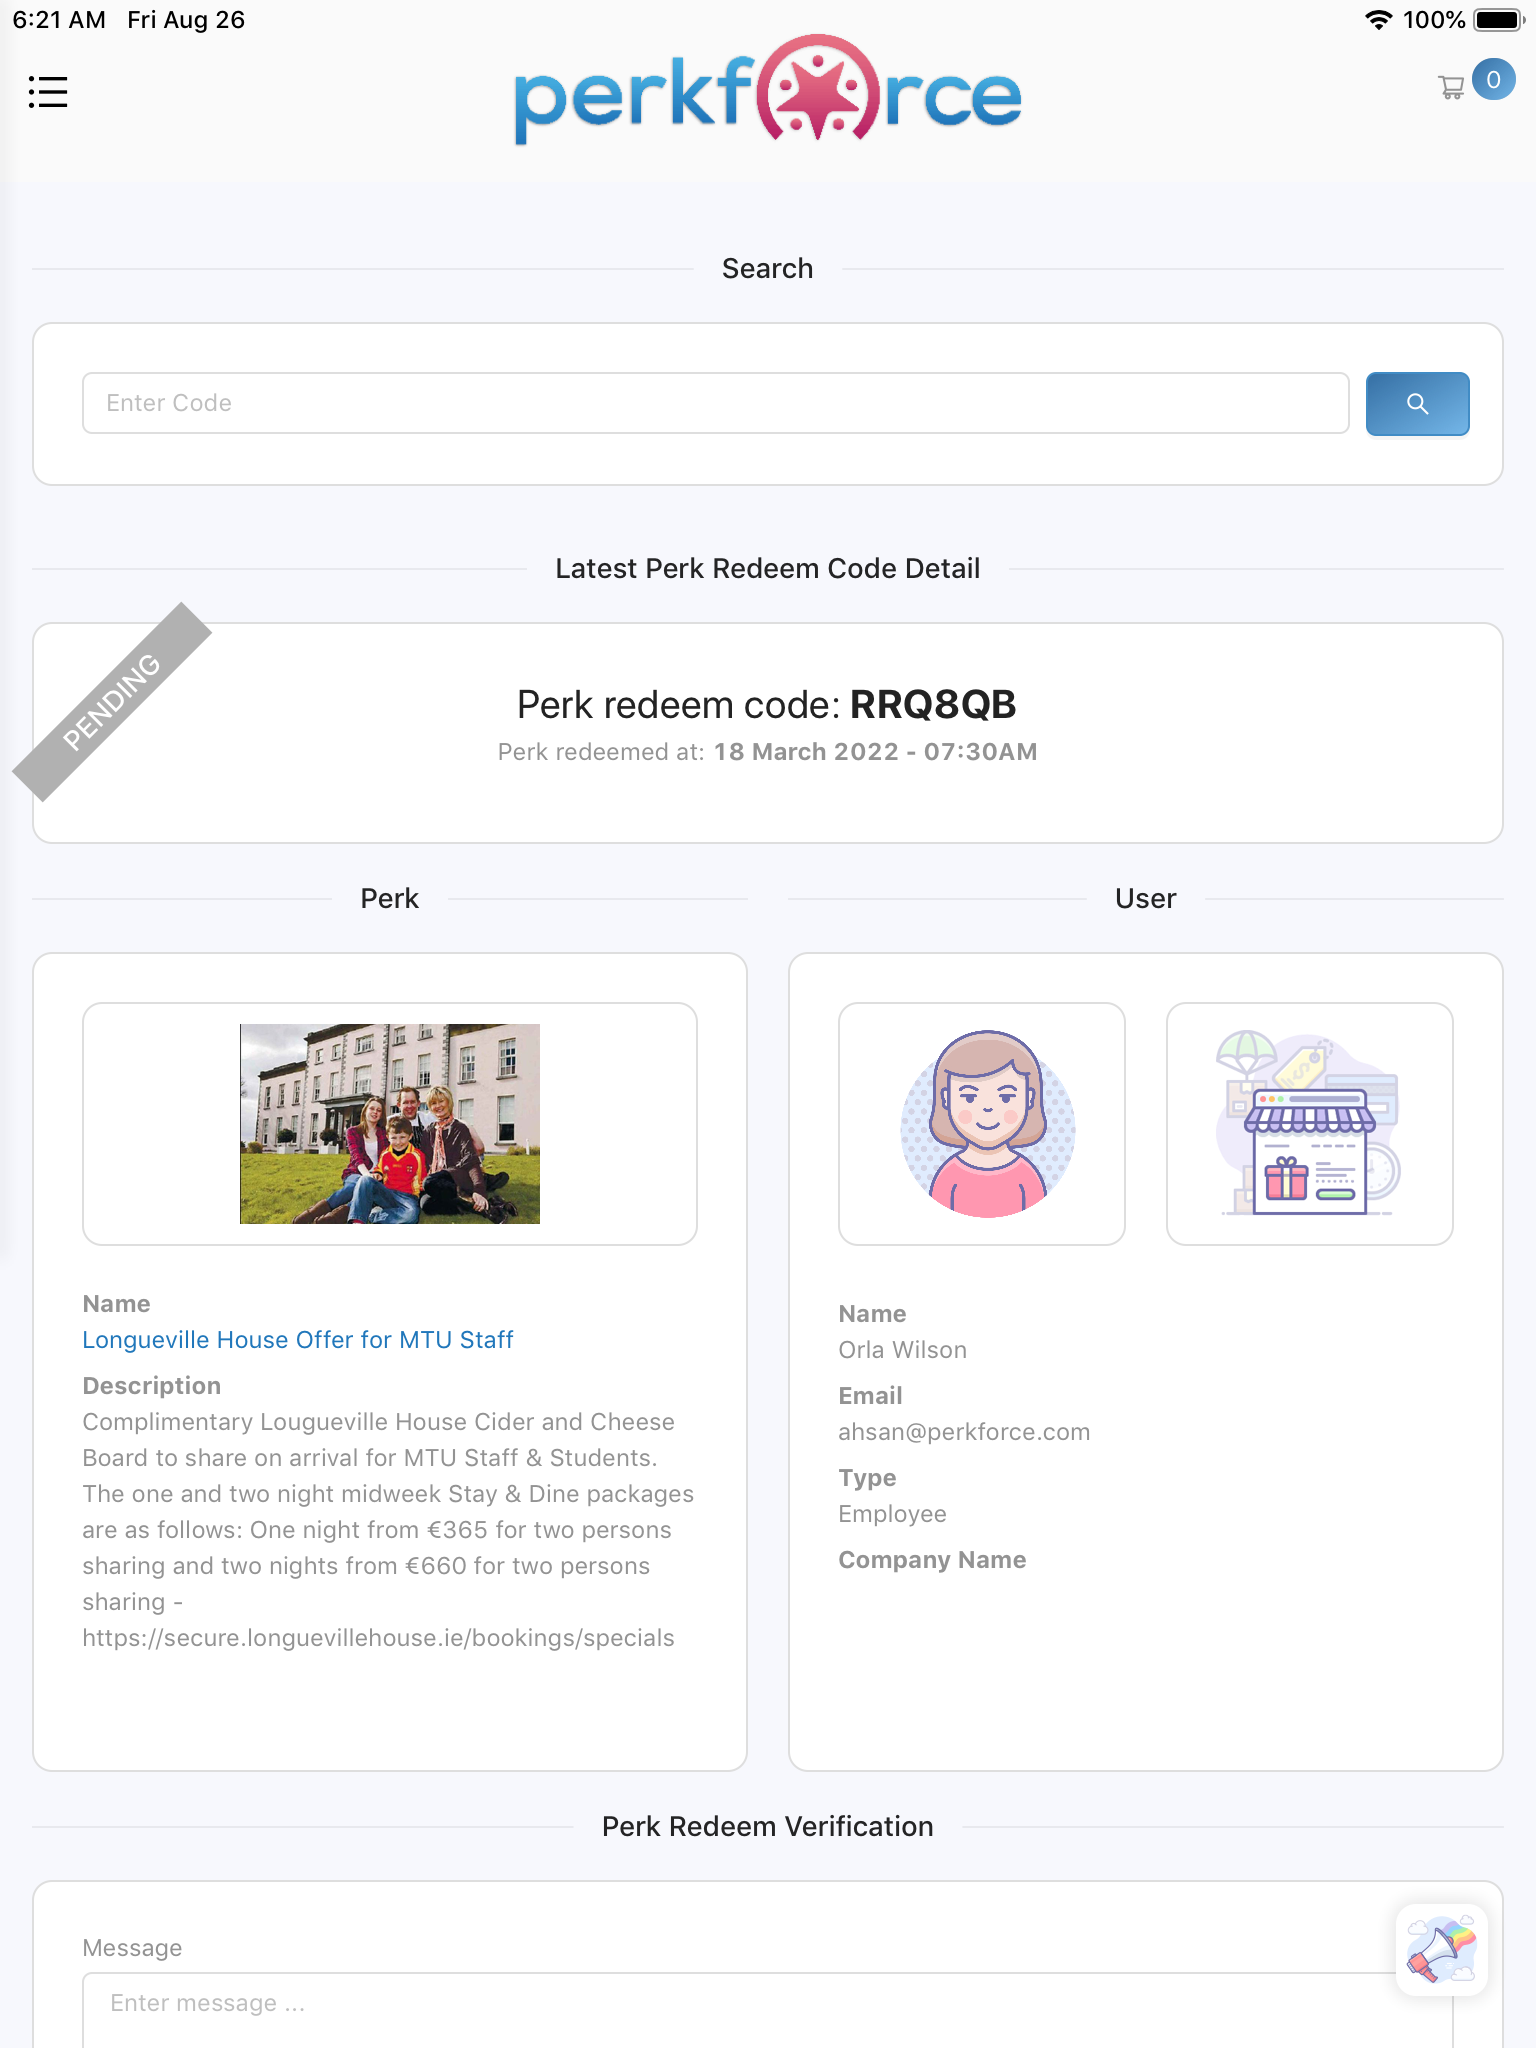 6:21 AM Fri Aug 26 100%
perkforce
0
Search
Enter Code
Latest Perk Redeem Code Detail
PENDING
Perk redeem code: RRQ8QB
Perk redeemed at: 18 March 2022 - 07:30AM
Perk
Name
Longueville House Offer for MTU Staff
Description
Complimentary Lougueville House Cider and Cheese
Board to share on arrival for MTU Staff & Students.
The one and two night midweek Stay & Dine packages
are as follows: One night from €365 for two persons
sharing and two nights from €660 for two persons
sharing -
https://secure.longuevillehouse.ie/bookings/specials
User
Name
Orla Wilson
Email
ahsan@perkforce.com
Type
Employee
Company Name
Perk Redeem Verification
Message
Enter message ...